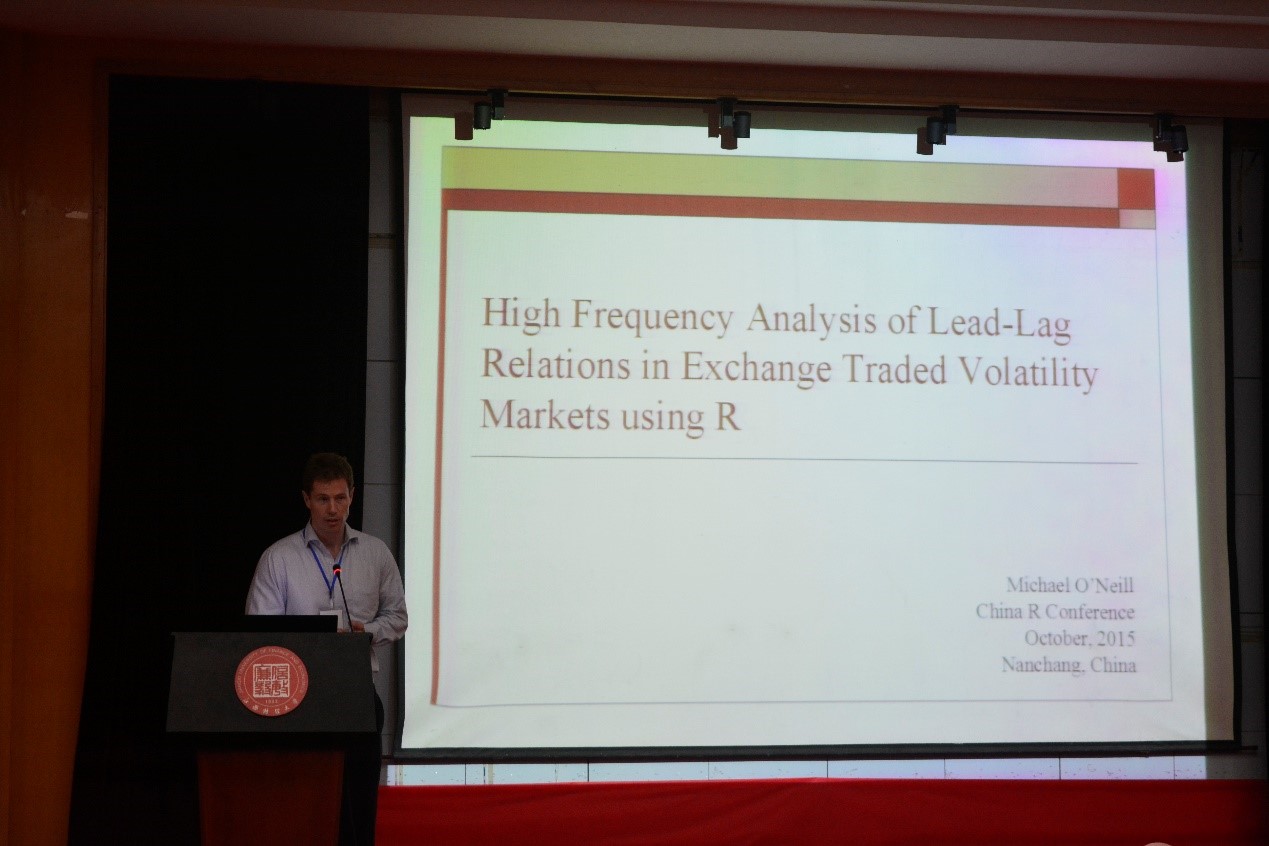 High Frequency Analysis of Lead-Lag
Relations in Exchange Traded Volatility
Markets using R
Michael O'Neill
China R Conference
October, 2015
Nanchang, China